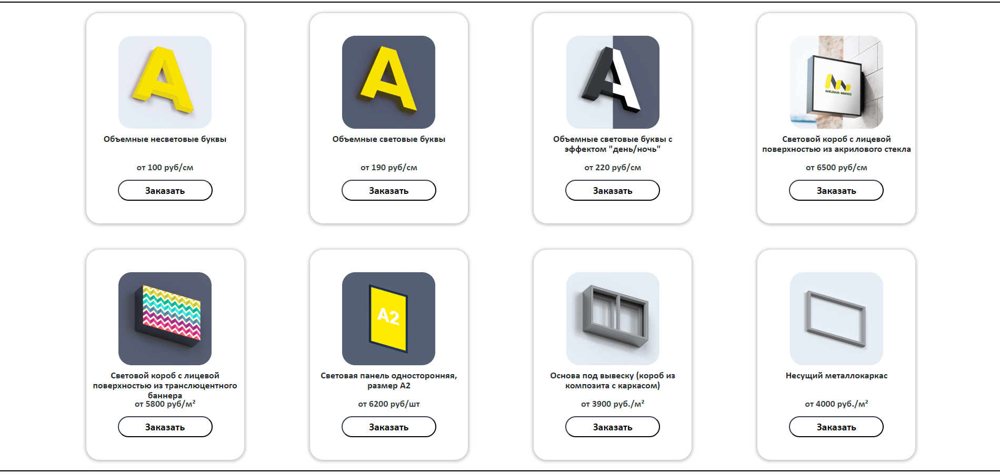 МЕДИА-МИКС
Объемные несветовые буквы
от 100 руб/см
Заказать
Объемные световые буквы
от 190 руб/см
Заказать
Объемные световые буквы с
эффектом "день/ночь"
от 220 руб/см
Заказать
Световой короб с лицевой
поверхностью из акрилового стекла
от 6500 руб/см
Заказать
Световой короб с лицевой
поверхностью из транслюцентного
баннера
от 5800 руб/м²
Заказать
A2
Световая панель односторонняя,
размер А2
от 6200 руб/шт
Заказать
Основа под вывеску (короб из
композита с каркасом)
от 3900 руб./м²
Заказать
Несущий металлокаркас
от 4000 руб./м²
Заказать